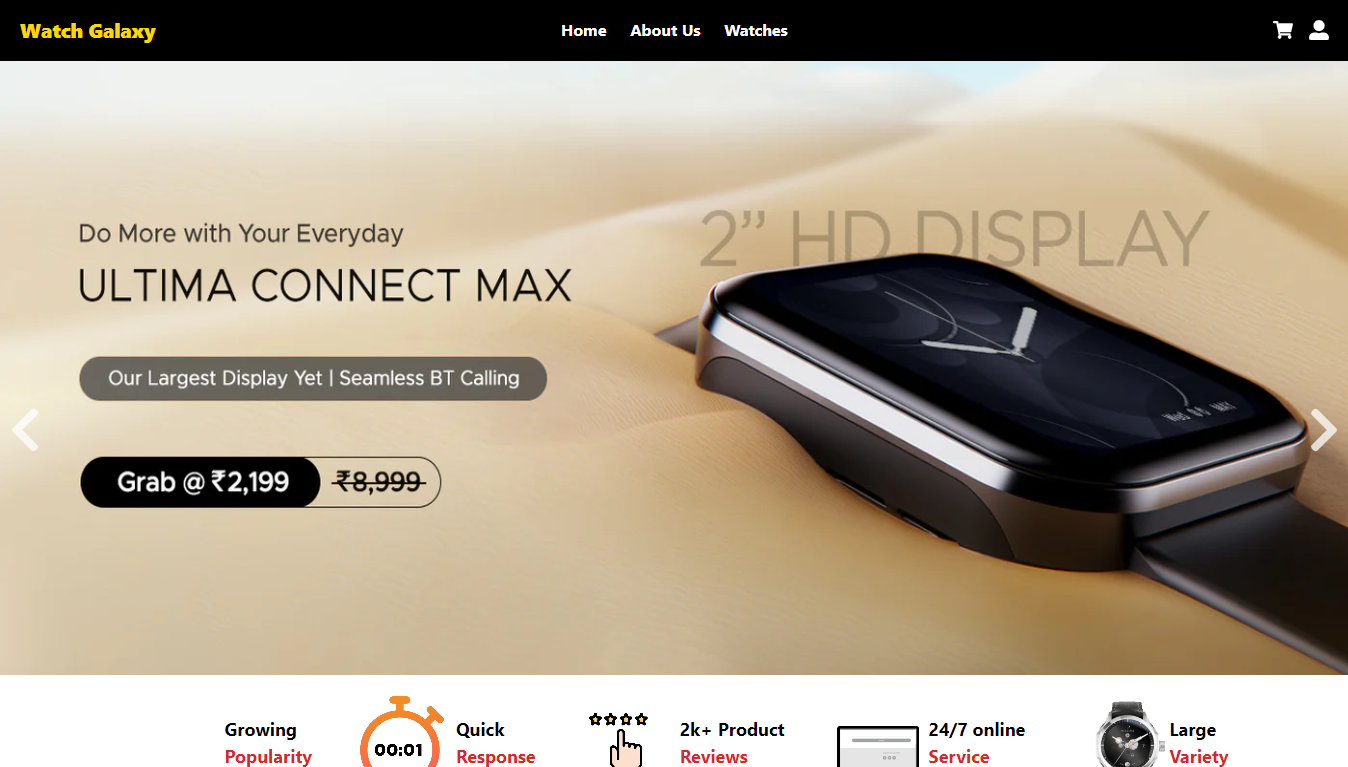 Watch Galaxy
Home About Us Watches
Do More with Your Everyday
ULTIMA CONNECT MAX
2” HD DISPLAY
Our Largest Display Yet | Seamless BT Calling
Grab @ ₹2,199 ₹8,999
Growing
Popularity
00:01
Quick
Response
2k+ Product
Reviews
24/7 online
Service
Large
Variety